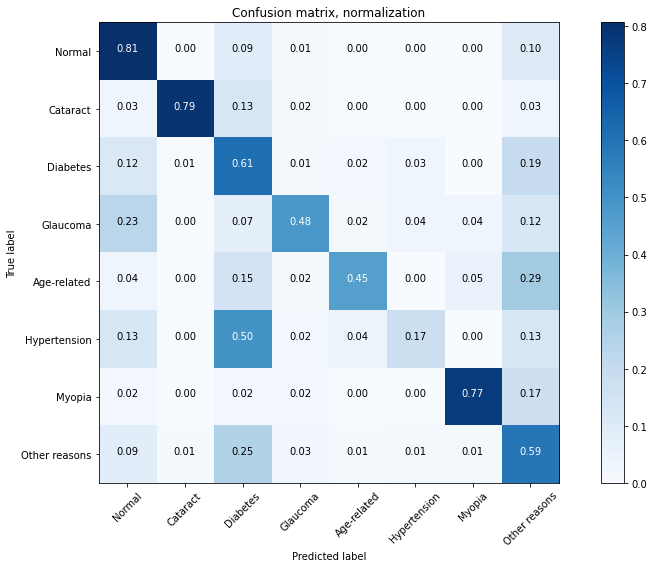 Confusion matrix, normalization
True label
Normal 0.81 0.00 0.09 0.01 0.00 0.00 0.00 0.10
Cataract 0.03 0.79 0.13 0.02 0.00 0.00 0.00 0.03
Diabetes 0.12 0.01 0.61 0.01 0.02 0.03 0.00 0.19
Glaucoma 0.23 0.00 0.07 0.48 0.02 0.04 0.04 0.12
Age-related 0.04 0.00 0.15 0.02 0.45 0.00 0.05 0.29
Hypertension 0.13 0.00 0.50 0.02 0.04 0.17 0.00 0.13
Myopia 0.02 0.00 0.02 0.02 0.00 0.00 0.77 0.17
Other reasons 0.09 0.01 0.25 0.03 0.01 0.01 0.01 0.59
Normal Cataract Diabetes Glaucoma Age-related Hypertension Myopia Other reasons
Predicted label
0.8
0.7
0.6
0.5
0.4
0.3
0.2
0.1
0.0